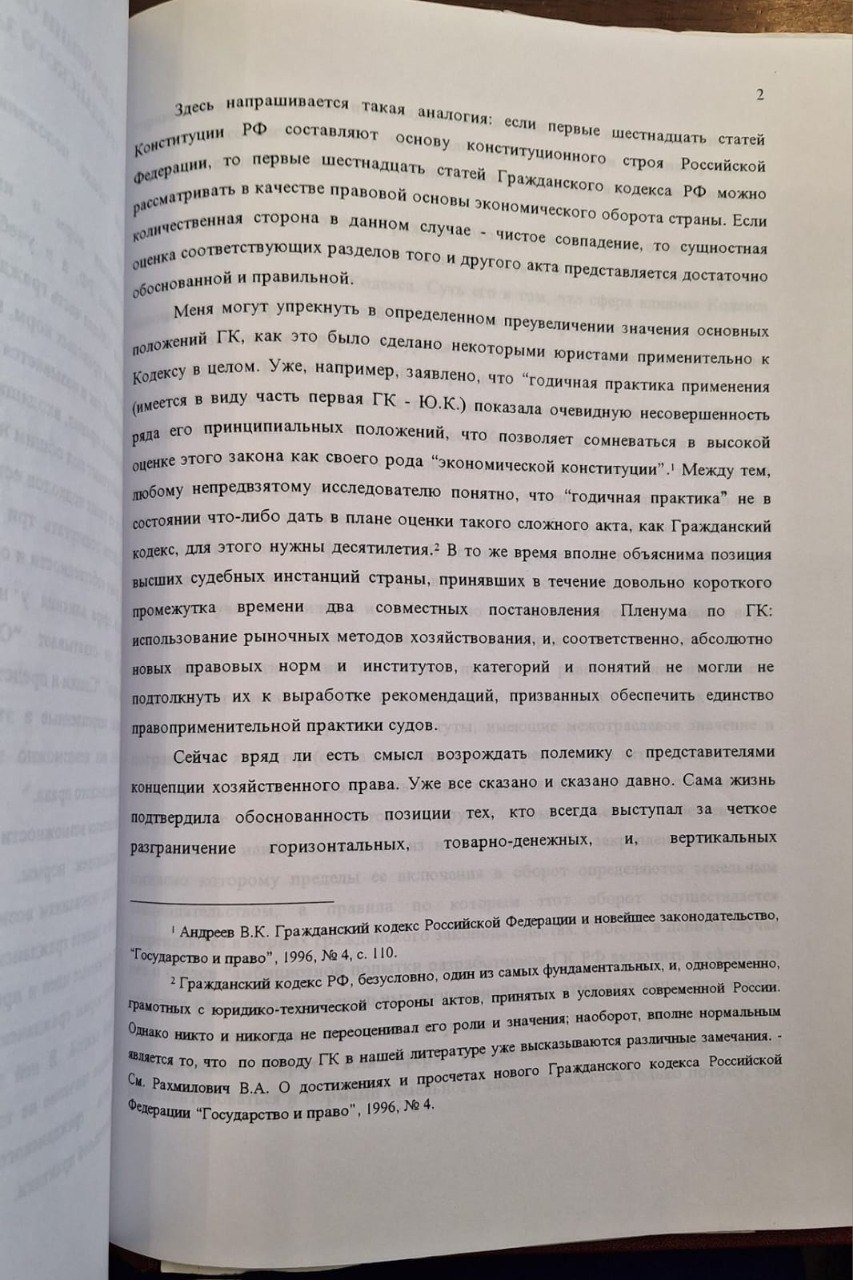 2
Здесь напрашивается такая аналогия: если первые шестнадцать статей
Конституции РФ составляют основу конституционного строя Российской
Федерации, то первые шестнадцать статей Гражданского кодекса РФ можно
рассматривать в качестве правовой основы экономического оборота страны. Если
количественная сторона в данном случае - чистое совпадение, то сущностная
оценка соответствующих разделов того и другого акта представляется достаточно
обоснованной и правильной.
Меня могут упрекнуть в определенном преувеличении значения основных
положений ГК, как это было сделано некоторыми юристами применительно к
Кодексу в целом. Уже, например, заявлено, что “годичная практика применения
(имеется в виду часть первая ГК - Ю.К.) показала очевидную несовершенность
ряда его принципиальных положений, что позволяет сомневаться в высокой
оценке этого закона как своего рода “экономической конституции”.¹ Между тем,
любому непредвзятому исследователю понятно, что “годичная практика” не в
состоянии что-либо дать в плане оценки такого сложного акта, как Гражданский
кодекс, для этого нужны десятилетия.² В то же время вполне объяснима позиция
высших судебных инстанций страны, принявших в течение довольно короткого
промежутка времени два совместных постановления Пленума по ГК:
использование рыночных методов хозяйствования, и, соответственно, абсолютно
новых правовых норм и институтов, категорий и понятий не могли не
подтолкнуть их к выработке рекомендаций, призванных обеспечить единство
правоприменительной практики судов.
Сейчас вряд ли есть смысл возрождать полемику с представителями
концепции хозяйственного права. Уже все сказано и сказано давно. Сама жизнь
подтвердила обоснованность позиции тех, кто всегда выступал за четкое
разграничение горизонтальных, товарно-денежных, и, вертикальных
¹ Андреев В.К. Гражданский кодекс Российской Федерации и новейшее законодательство,
“Государство и право”, 1996, № 4, с. 110.
² Гражданский кодекс РФ, безусловно, один из самых фундаментальных, и, одновременно,
грамотных с юридико-технической стороны актов, принятых в условиях современной России.
Однако никто и никогда не переоценивал его роли и значения; наоборот, вполне нормальным
является то, что по поводу ГК в нашей литературе уже высказываются различные замечания. -
См. Рахмилович В.А. О достижениях и просчетах нового Гражданского кодекса Российской
Федерации “Государство и право”, 1996, № 4.